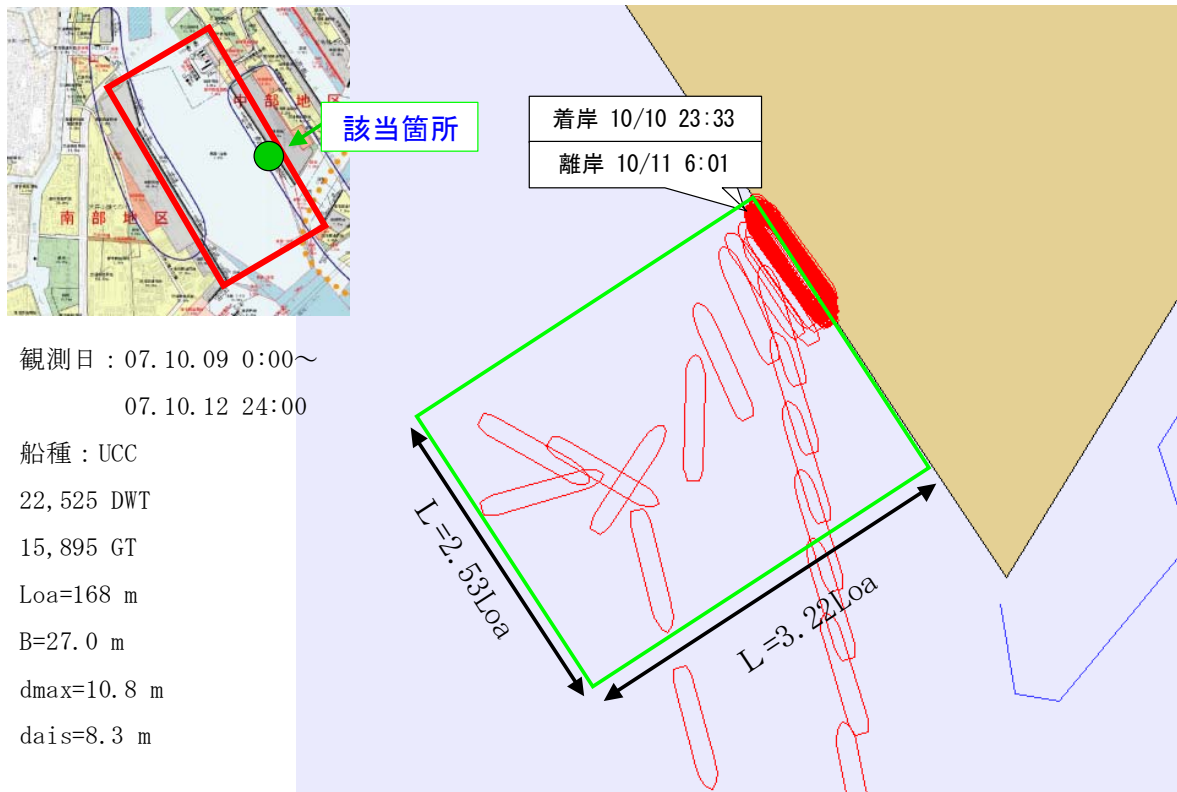 中部地区
南部地区
該当箇所
着岸 10/10 23:33
離岸 10/11 6:01
観測日：07.10.09 0:00～
07.10.12 24:00
船種：UCC
22,525 DWT
15,895 GT
Loa=168 m
B=27.0 m
dmax=10.8 m
dais=8.3 m
L=2.53Loa
L=3.22Loa